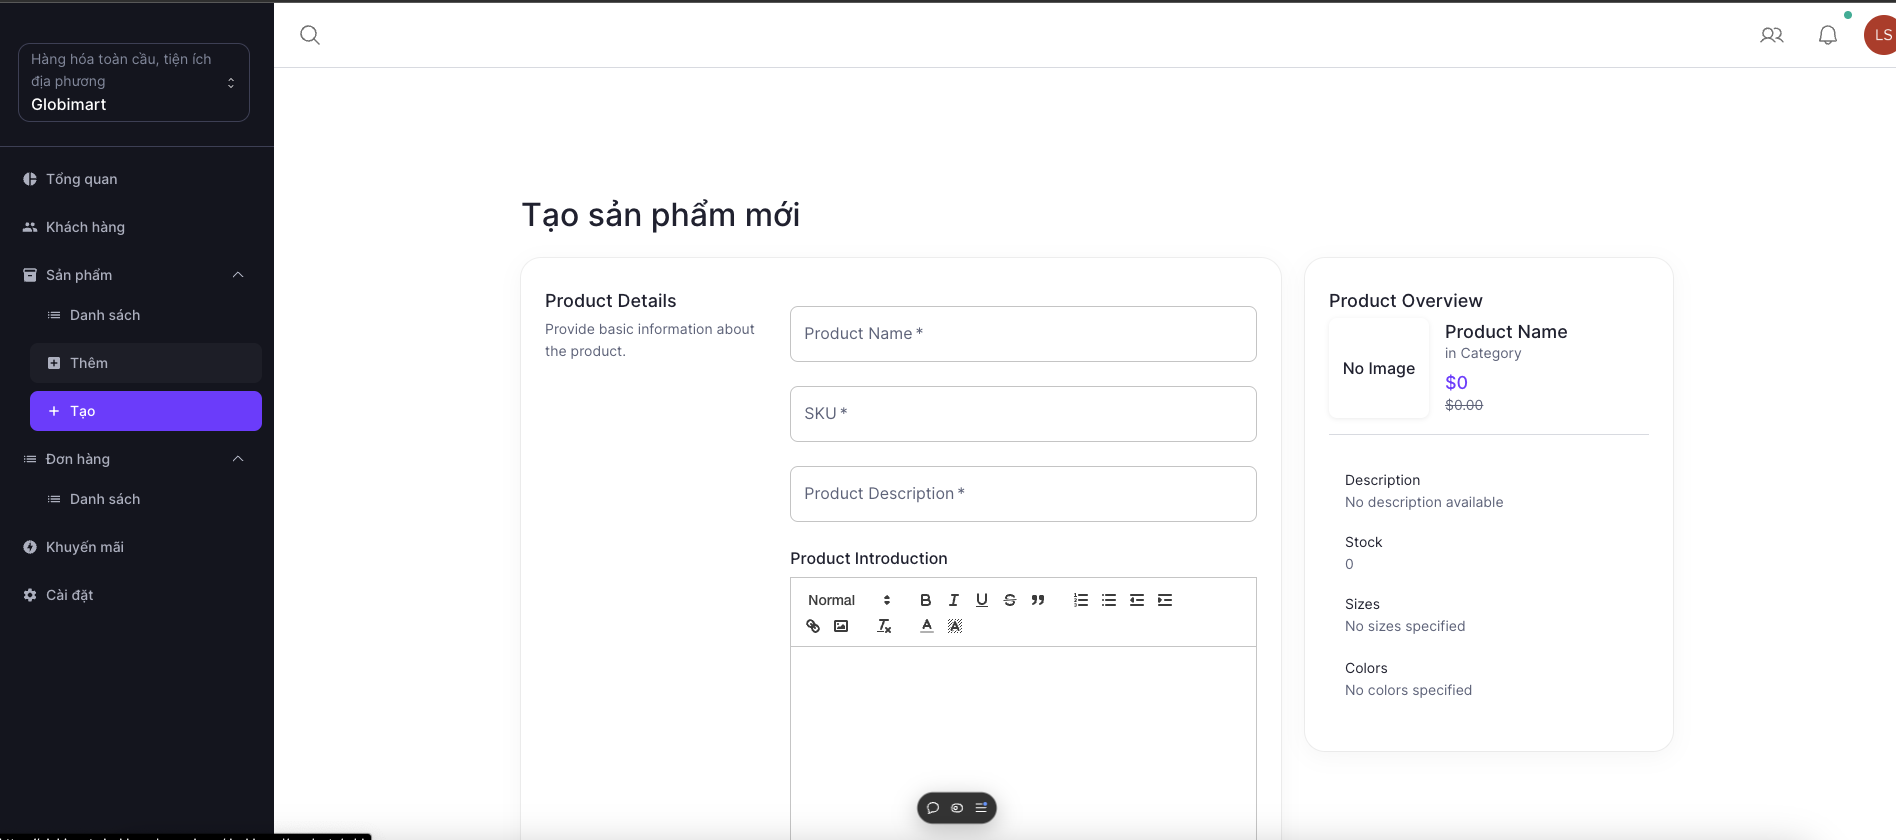 Hàng hóa toàn cầu, tiện ích
địa phương
Globimart
LS
Tổng quan
Khách hàng
Sản phẩm
Danh sách
Thêm
Tạo
Đơn hàng
Danh sách
Khuyến mãi
Cài đặt
Tạo sản phẩm mới
Product Details
Provide basic information about
the product.
Product Name *
SKU *
Product Description *
Product Introduction
Normal
Product Overview
No Image
Product Name
in Category
$0
$0.00
Description
No description available
Stock
0
Sizes
No sizes specified
Colors
No colors specified